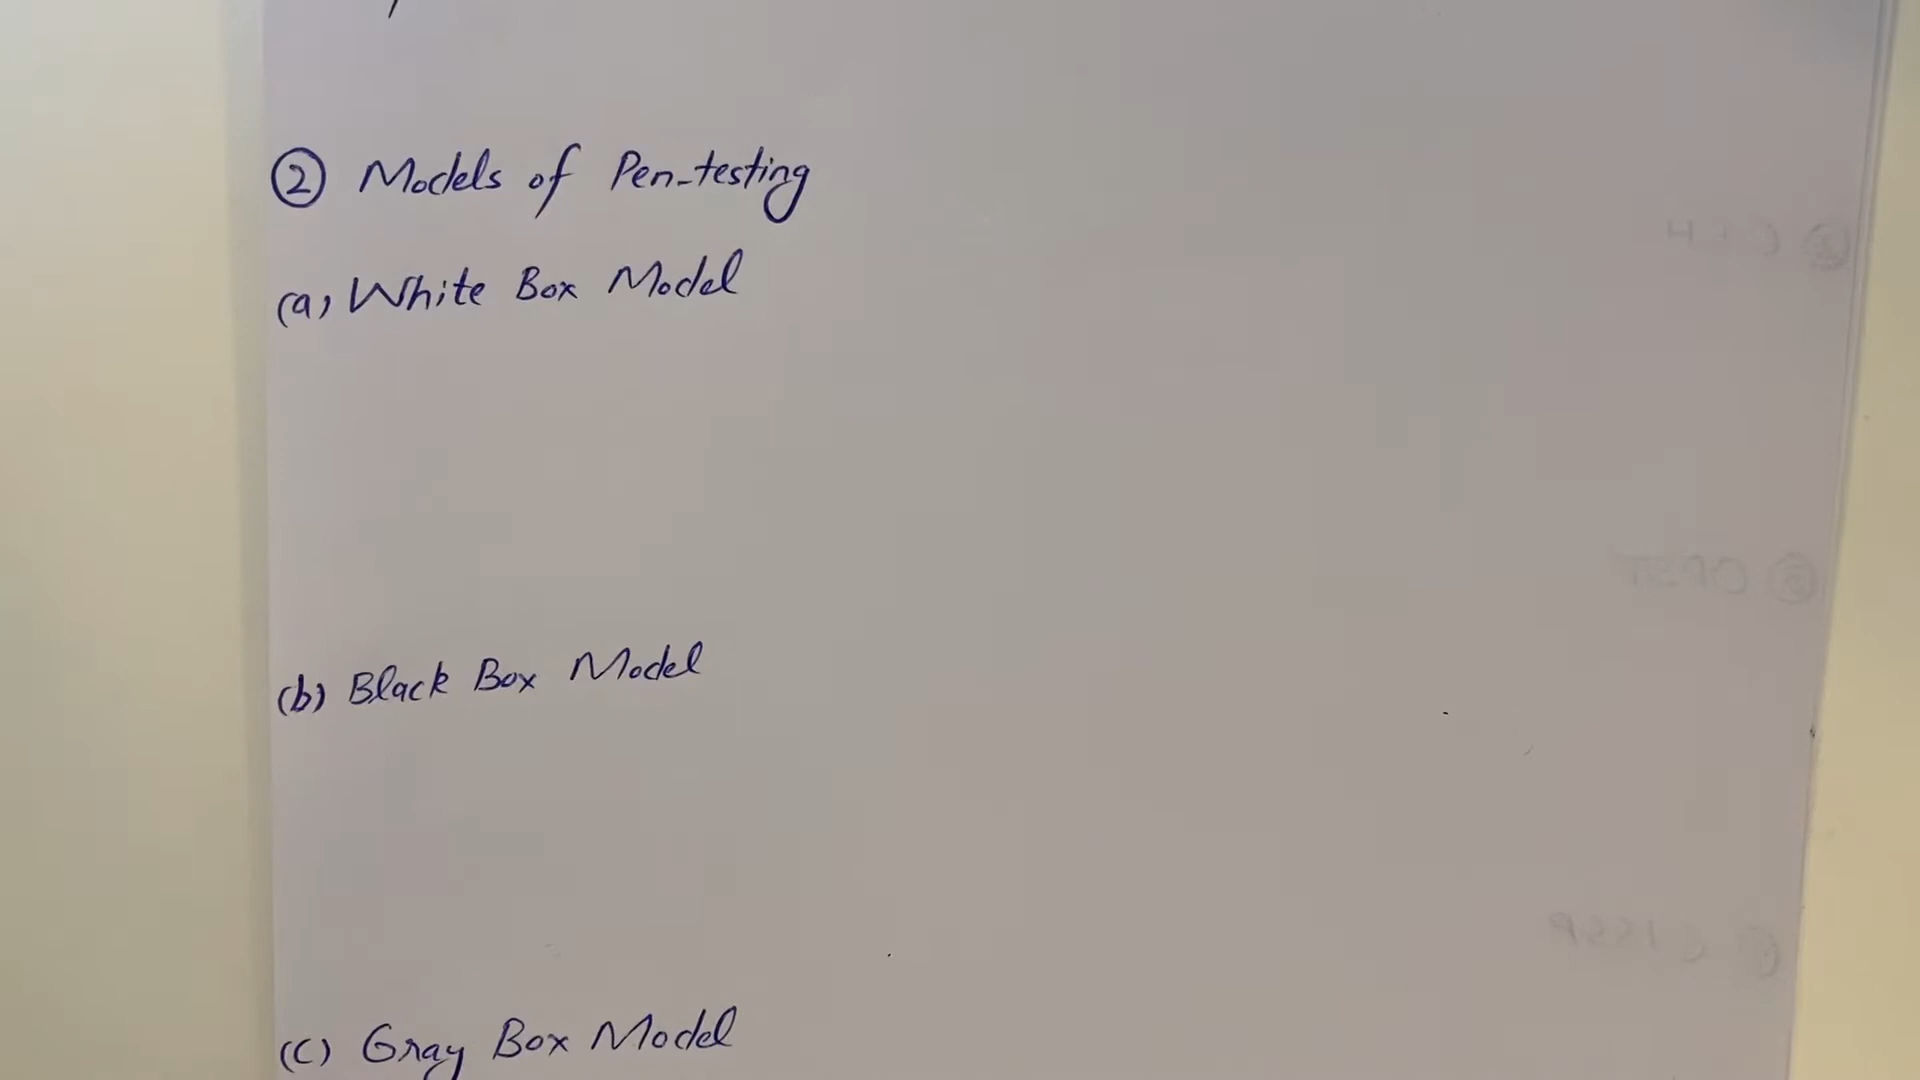 ② Models of Pen-testing
(a) White Box Model
(b) Black Box Model
(c) Gray Box Model